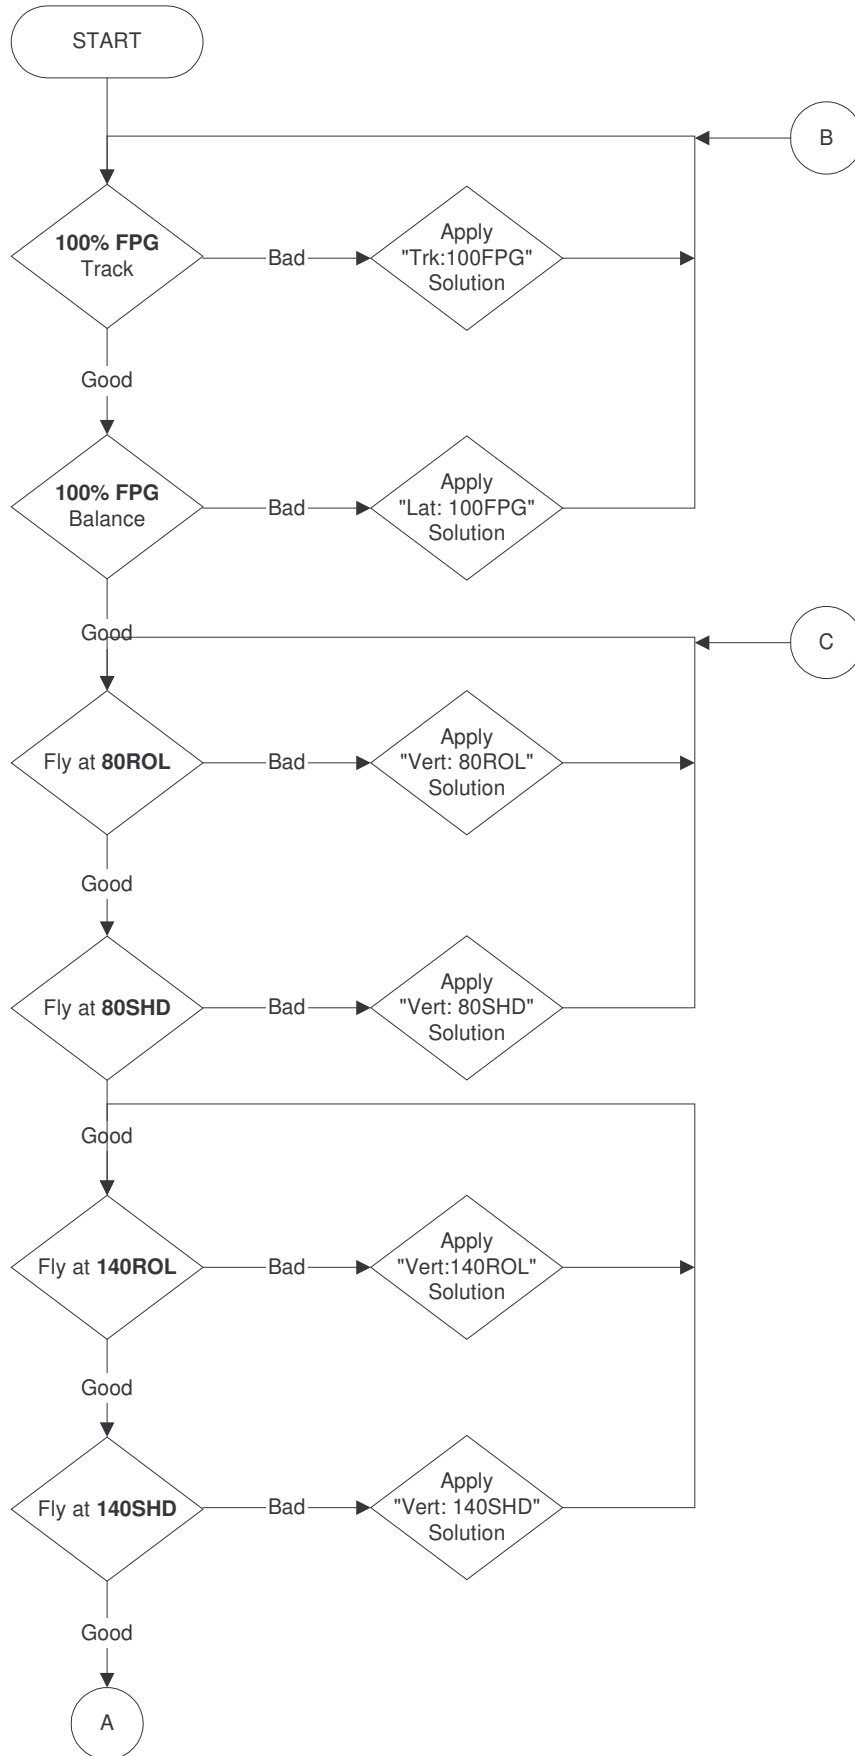 START
B
100% FPG
Track
Bad
Apply
"Trk:100FPG"
Solution
Good
100% FPG
Balance
Bad
Apply
"Lat: 100FPG"
Solution
Good
C
Fly at 80ROL
Bad
Apply
"Vert: 80ROL"
Solution
Good
Fly at 80SHD
Bad
Apply
"Vert: 80SHD"
Solution
Good
Fly at 140ROL
Bad
Apply
"Vert:140ROL"
Solution
Good
Fly at 140SHD
Bad
Apply
"Vert: 140SHD"
Solution
Good
A